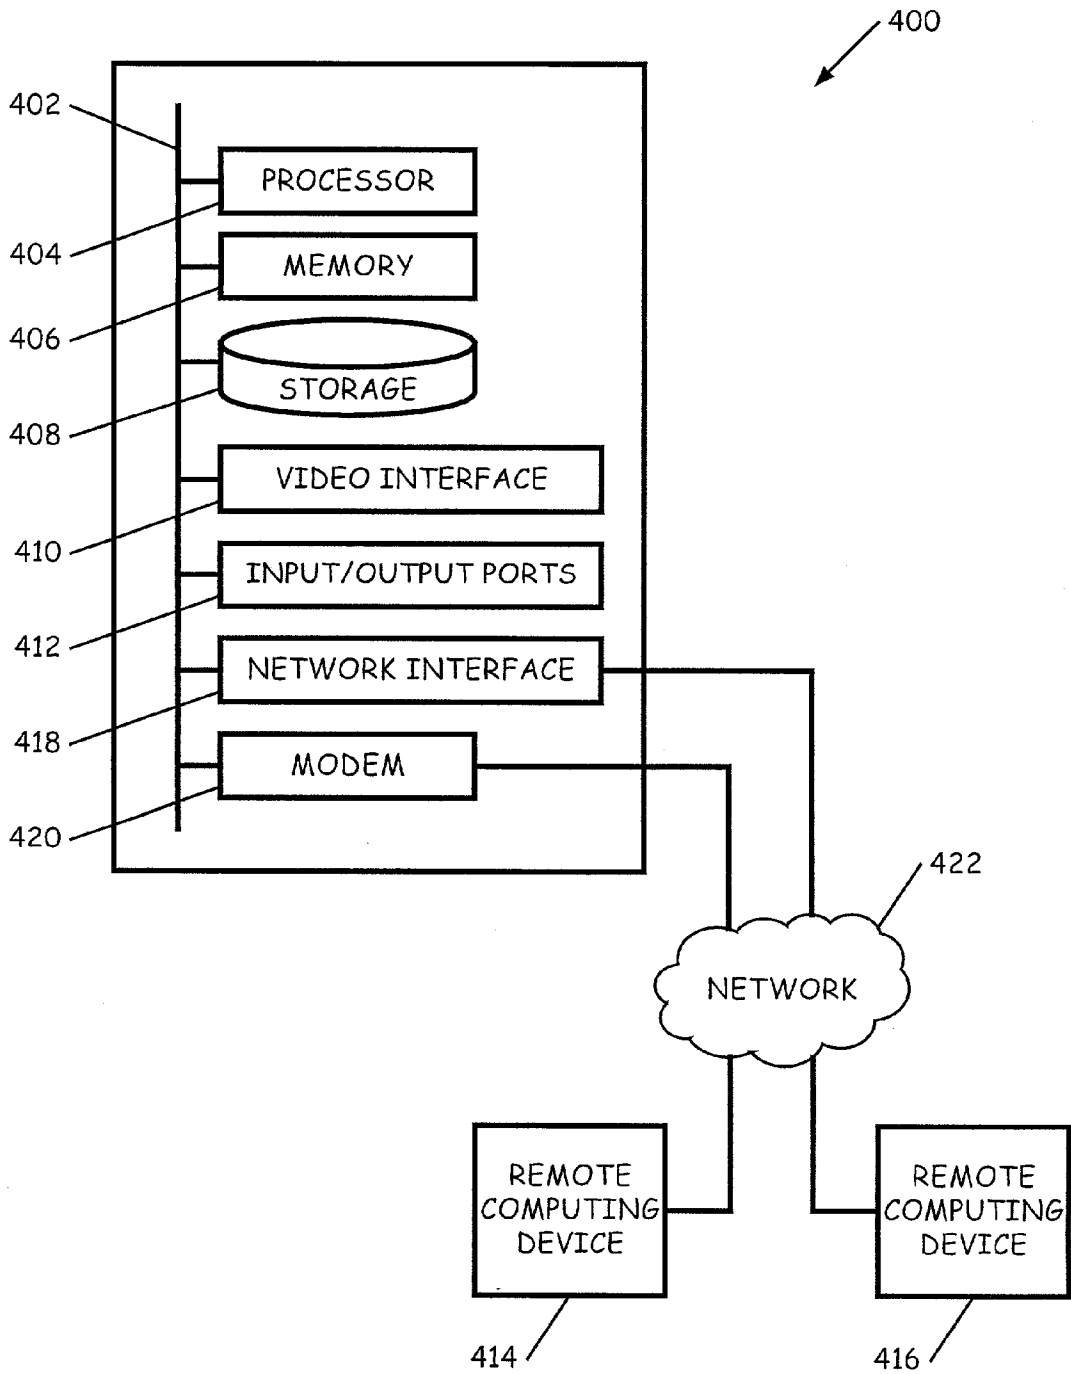 400
402
PROCESSOR
404
MEMORY
406
STORAGE
408
VIDEO INTERFACE
410
INPUT/OUTPUT PORTS
412
NETWORK INTERFACE
418
MODEM
420
422
NETWORK
REMOTE
COMPUTING
DEVICE
414
REMOTE
COMPUTING
DEVICE
416